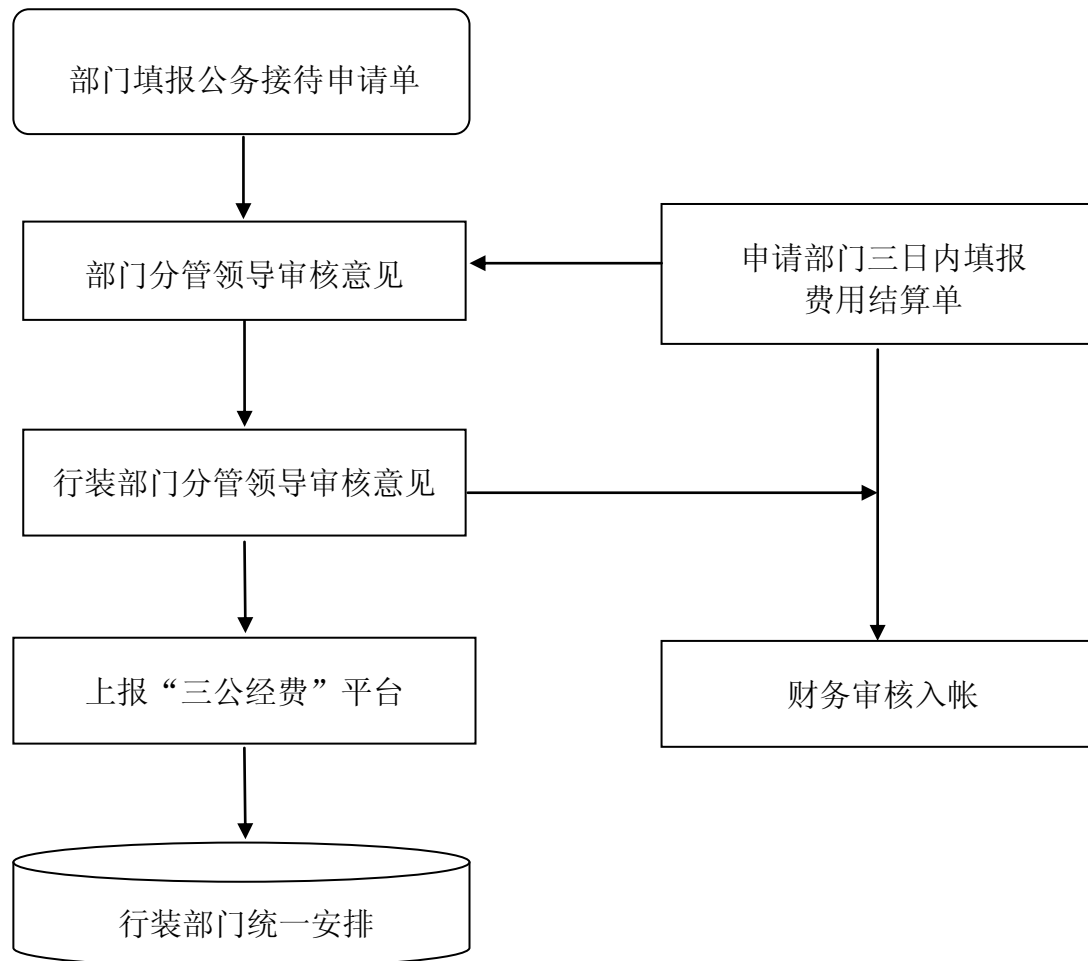 部门填报公务接待申请单
部门分管领导审核意见
申请部门三日内填报
费用结算单
行装部门分管领导审核意见
上报“三公经费”平台
财务审核入帐
行装部门统一安排